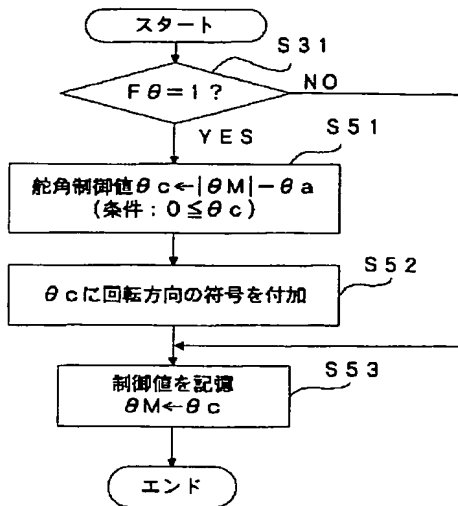 スタート
S31
Fθ=1?
NO
YES
S51
舵角制御値θc←|θM|−θa
(条件:0≦θc)
S52
θcに回転方向の符号を付加
S53
制御値を記憶
θM←θc
エンド